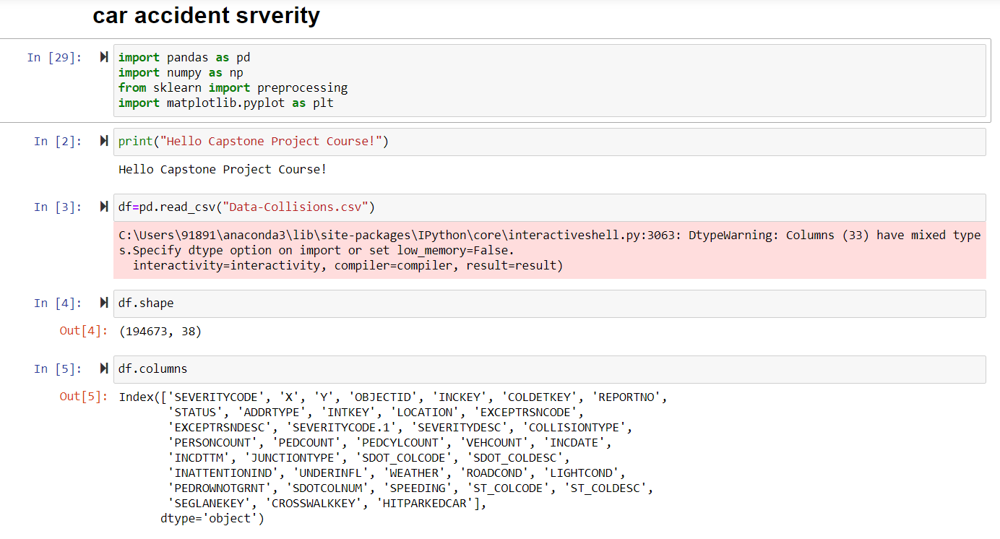 car accident srverity
In [29]: import pandas as pd
import numpy as np
from sklearn import preprocessing
import matplotlib.pyplot as plt
In [2]: print("Hello Capstone Project Course!")
Hello Capstone Project Course!
In [3]: df=pd.read_csv("Data-Collisions.csv")
C:\Users\91891\anaconda3\lib\site-packages\IPython\core\interactiveshell.py:3063: DtypeWarning: Columns (33) have mixed type
s.Specify dtype option on import or set low_memory=False.
  interactivity=interactivity, compiler=compiler, result=result)
In [4]: df.shape
Out[4]: (194673, 38)
In [5]: df.columns
Out[5]: Index(['SEVERITYCODE', 'X', 'Y', 'OBJECTID', 'INCKEY', 'COLDETKEY', 'REPORTNO',
       'STATUS', 'ADDRTYPE', 'INTKEY', 'LOCATION', 'EXCEPTRSNCODE',
       'EXCEPTRSNDESC', 'SEVERITYCODE.1', 'SEVERITYDESC', 'COLLISIONTYPE',
       'PERSONCOUNT', 'PEDCOUNT', 'PEDCYLCOUNT', 'VEHCOUNT', 'INCDATE',
       'INCDTTM', 'JUNCTIONTYPE', 'SDOT_COLCODE', 'SDOT_COLDESC',
       'INATTENTIONIND', 'UNDERINFL', 'WEATHER', 'ROADCOND', 'LIGHTCOND',
       'PEDROWNOTGRNT', 'SDOTCOLNUM', 'SPEEDING', 'ST_COLCODE', 'ST_COLDESC',
       'SEGLANEKEY', 'CROSSWALKKEY', 'HITPARKEDCAR'],
      dtype='object')